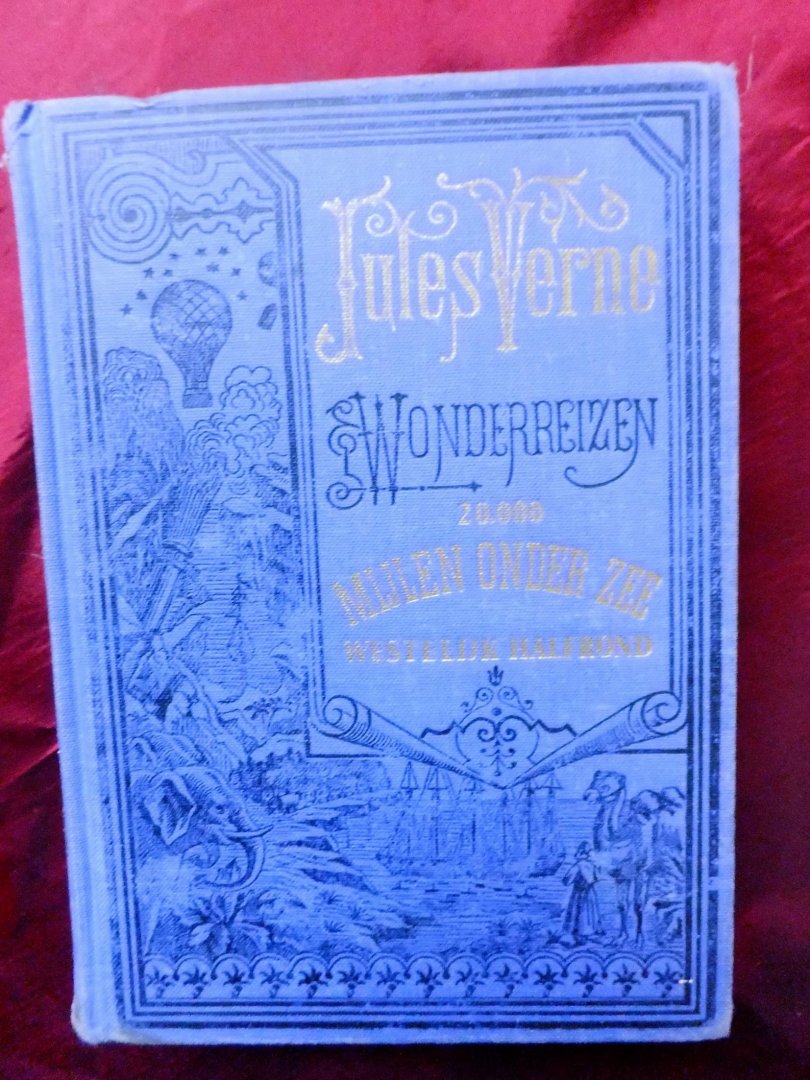 Jules Verne
Wonderreizen
20.000
MIJLEN ONDER ZEE
WESTELIJK HALFROND